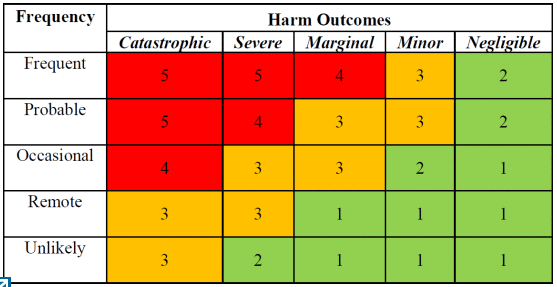 Frequency Harm Outcomes
Catastrophic Severe Marginal Minor Negligible
Frequent 5 5 4 3 2
Probable 5 4 3 3 2
Occasional 4 3 3 2 1
Remote 3 3 1 1 1
Unlikely 3 2 1 1 1